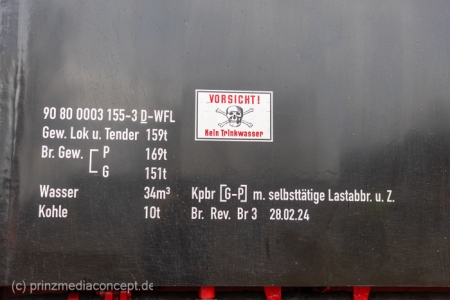 VORSICHT!
Kein Trinkwasser
90 80 0003 155-3 D-WFL
Gew. Lok u. Tender 159t
Br. Gew. P 169t
G 151t
Wasser 34m³
Kohle 10t
Kpbr [G-P] m. selbsttätige Lastabbr. u. Z.
Br. Rev. Br 3 28.02.24
(c) prinzmediaconcept.de